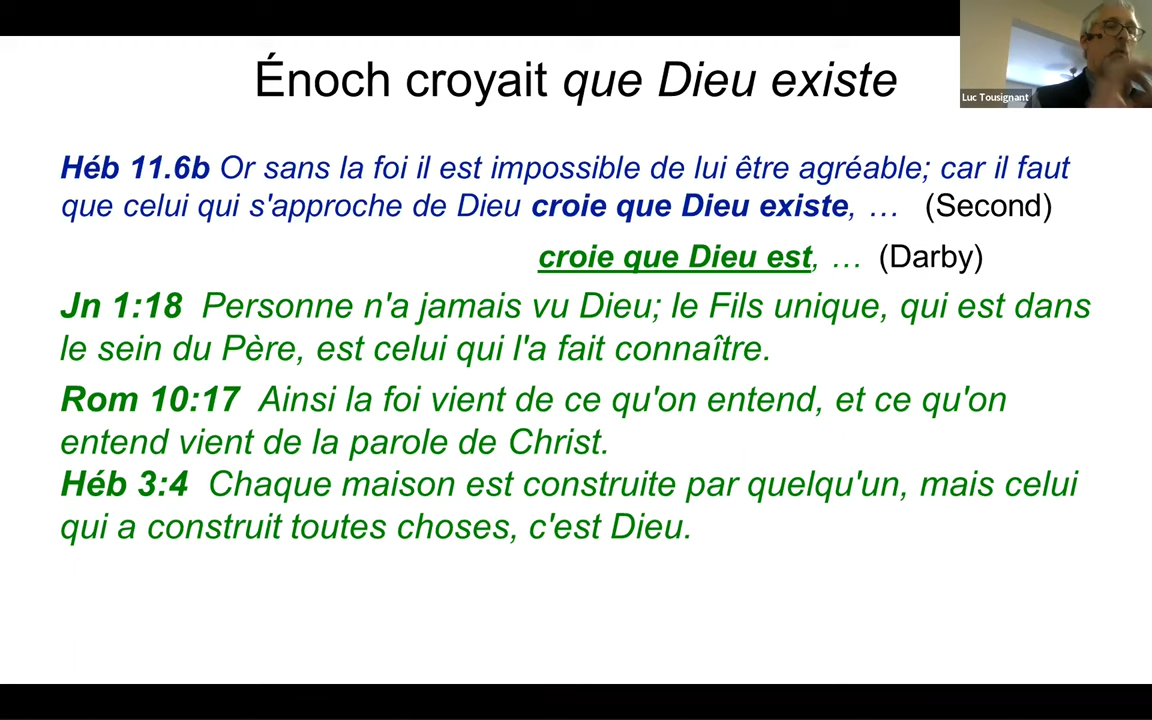 Énoch croyait que Dieu existe
Luc Tousignant
Héb 11.6b Or sans la foi il est impossible de lui être agréable; car il faut
que celui qui s'approche de Dieu croie que Dieu existe, … (Second)
croie que Dieu est, … (Darby)
Jn 1:18 Personne n'a jamais vu Dieu; le Fils unique, qui est dans
le sein du Père, est celui qui l'a fait connaître.
Rom 10:17 Ainsi la foi vient de ce qu'on entend, et ce qu'on
entend vient de la parole de Christ.
Héb 3:4 Chaque maison est construite par quelqu'un, mais celui
qui a construit toutes choses, c'est Dieu.